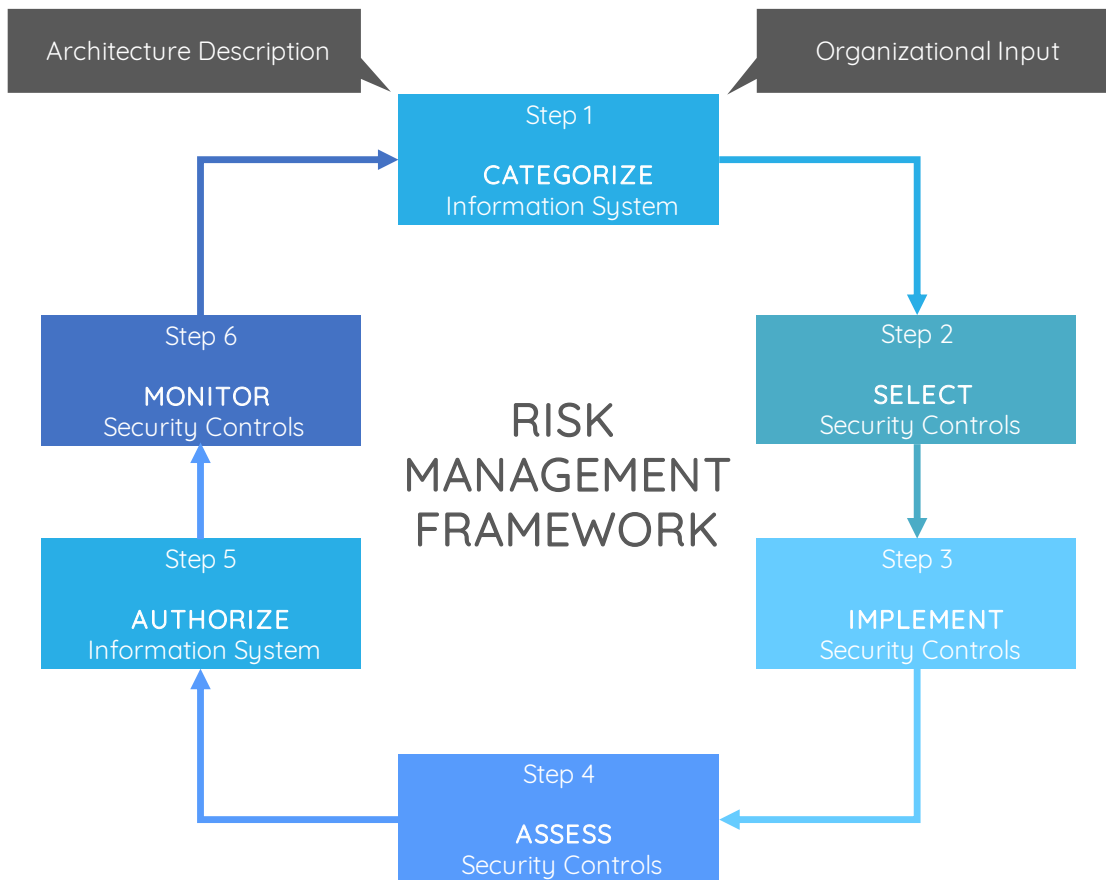 Architecture Description
Organizational Input
Step 1
CATEGORIZE
Information System
Step 6
MONITOR
Security Controls
Step 2
SELECT
Security Controls
RISK
MANAGEMENT
FRAMEWORK
Step 5
AUTHORIZE
Information System
Step 3
IMPLEMENT
Security Controls
Step 4
ASSESS
Security Controls